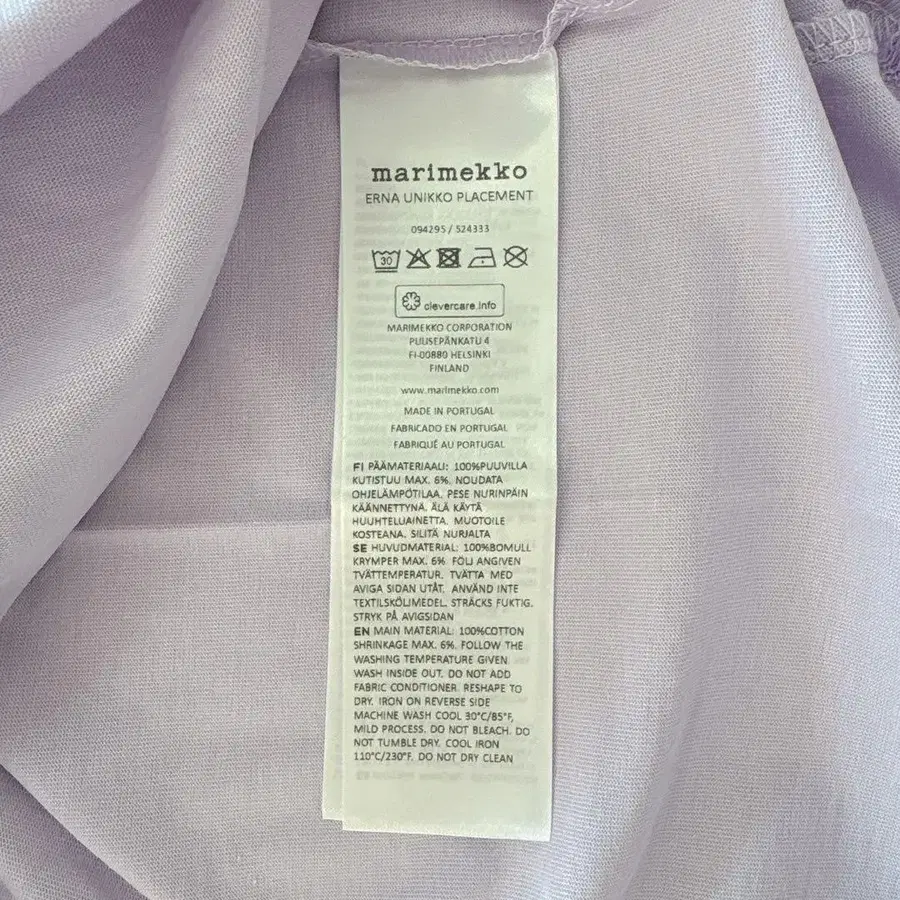 marimekko
ERNA UNIKKO PLACEMENT
094295 / 524333
30
clevercare.info
MARIMEKKO CORPORATION
PUUSEPÄNKATU 4
FI-00880 HELSINKI
FINLAND
www.marimekko.com
MADE IN PORTUGAL
FABRICADO EN PORTUGAL
FABRIQUÉ AU PORTUGAL
FI PÄÄMATERIAALI: 100%PUUVILLA
KUTISTUU MAX. 6%. NOUDATA
OHJELÄMPÖTILAA. PESE NURINPÄIN
KÄÄNNETTYNÄ. ÄLÄ KÄYTÄ
HUUHTELUAINETTA. MUOTOILE
KOSTEANA. SILITÄ NURJALTA
SE HUVUDMATERIAL: 100%BOMULL
KRYMPER MAX. 6% FÖLJ ANGIVEN
TVÄTTEMPERATUR. TVÄTTA MED
AVIGA SIDAN UTÅT. ANVÄND INTE
TEXTILSKÖLJMEDEL. STRÄCKS FUKTIG.
STRYK PÅ AVIGSIDAN
EN MAIN MATERIAL: 100%COTTON
SHRINKAGE MAX. 6%. FOLLOW THE
WASHING TEMPERATURE GIVEN
WASH INSIDE OUT. DO NOT ADD
FABRIC CONDITIONER. RESHAPE TO
DRY. IRON ON REVERSE SIDE
MACHINE WASH COOL 30°C/85°F,
MILD PROCESS. DO NOT BLEACH. DO
NOT TUMBLE DRY. COOL IRON
110°C/230°F. DO NOT DRY CLEAN